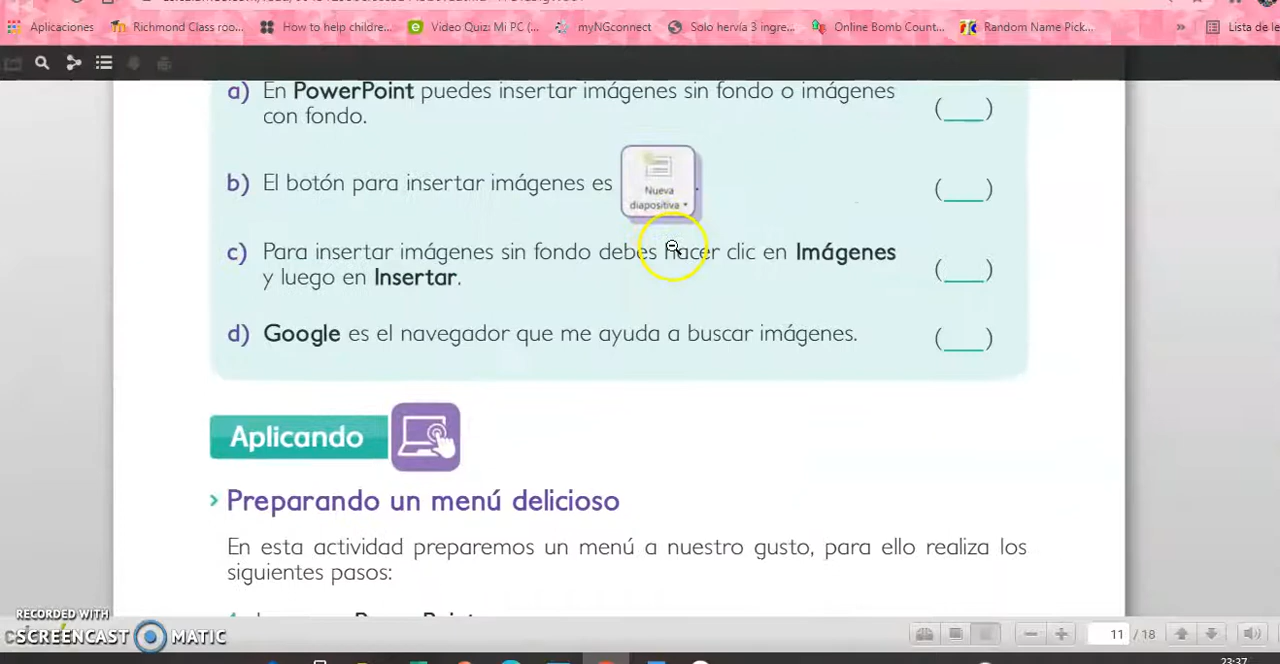 Aplicaciones Richmond Class roo... How to help childre... Video Quiz: Mi PC (... myNGconnect Solo hervía 3 ingre... Online Bomb Count... Random Name Pick... » Lista de le
a) En PowerPoint puedes insertar imágenes sin fondo o imágenes (___)
con fondo.
b) El botón para insertar imágenes es Nueva diapositiva . (___)
c) Para insertar imágenes sin fondo debes hacer clic en Imágenes (___)
y luego en Insertar.
d) Google es el navegador que me ayuda a buscar imágenes. (___)
Aplicando
› Preparando un menú delicioso
En esta actividad preparemos un menú a nuestro gusto, para ello realiza los
siguientes pasos:
RECORDED WITH
SCREENCAST MATIC
11 / 18
23:37